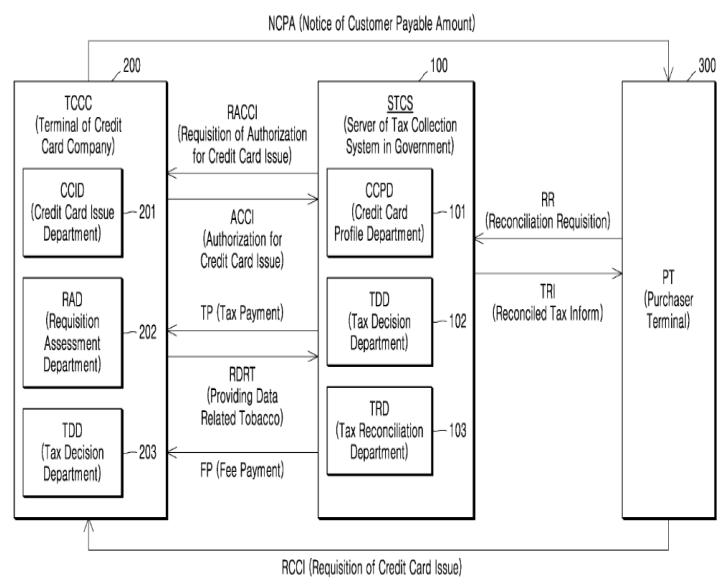 NCPA (Notice of Customer Payable Amount)
200
TCCC
(Terminal of Credit
Card Company)
CCID
(Credit Card Issue
Department)
201
RAD
(Requisition
Assessment
Department)
202
TDD
(Tax Decision
Department)
203
RACCI
(Requisition of Authorization
for Credit Card Issue)
ACCI
(Authorization for
Credit Card Issue)
TP (Tax Payment)
RDRT
(Providing Data
Related Tobacco)
FP (Fee Payment)
100
STCS
(Server of Tax Collection
System in Government)
CCPD
(Credit Card
Profile Department)
101
TDD
(Tax Decision
Department)
102
TRD
(Tax Reconciliation
Department)
103
RR
(Reconciliation Requisition)
TRI
(Reconciled Tax Inform)
300
PT
(Purchaser
Terminal)
RCCI (Requisition of Credit Card Issue)